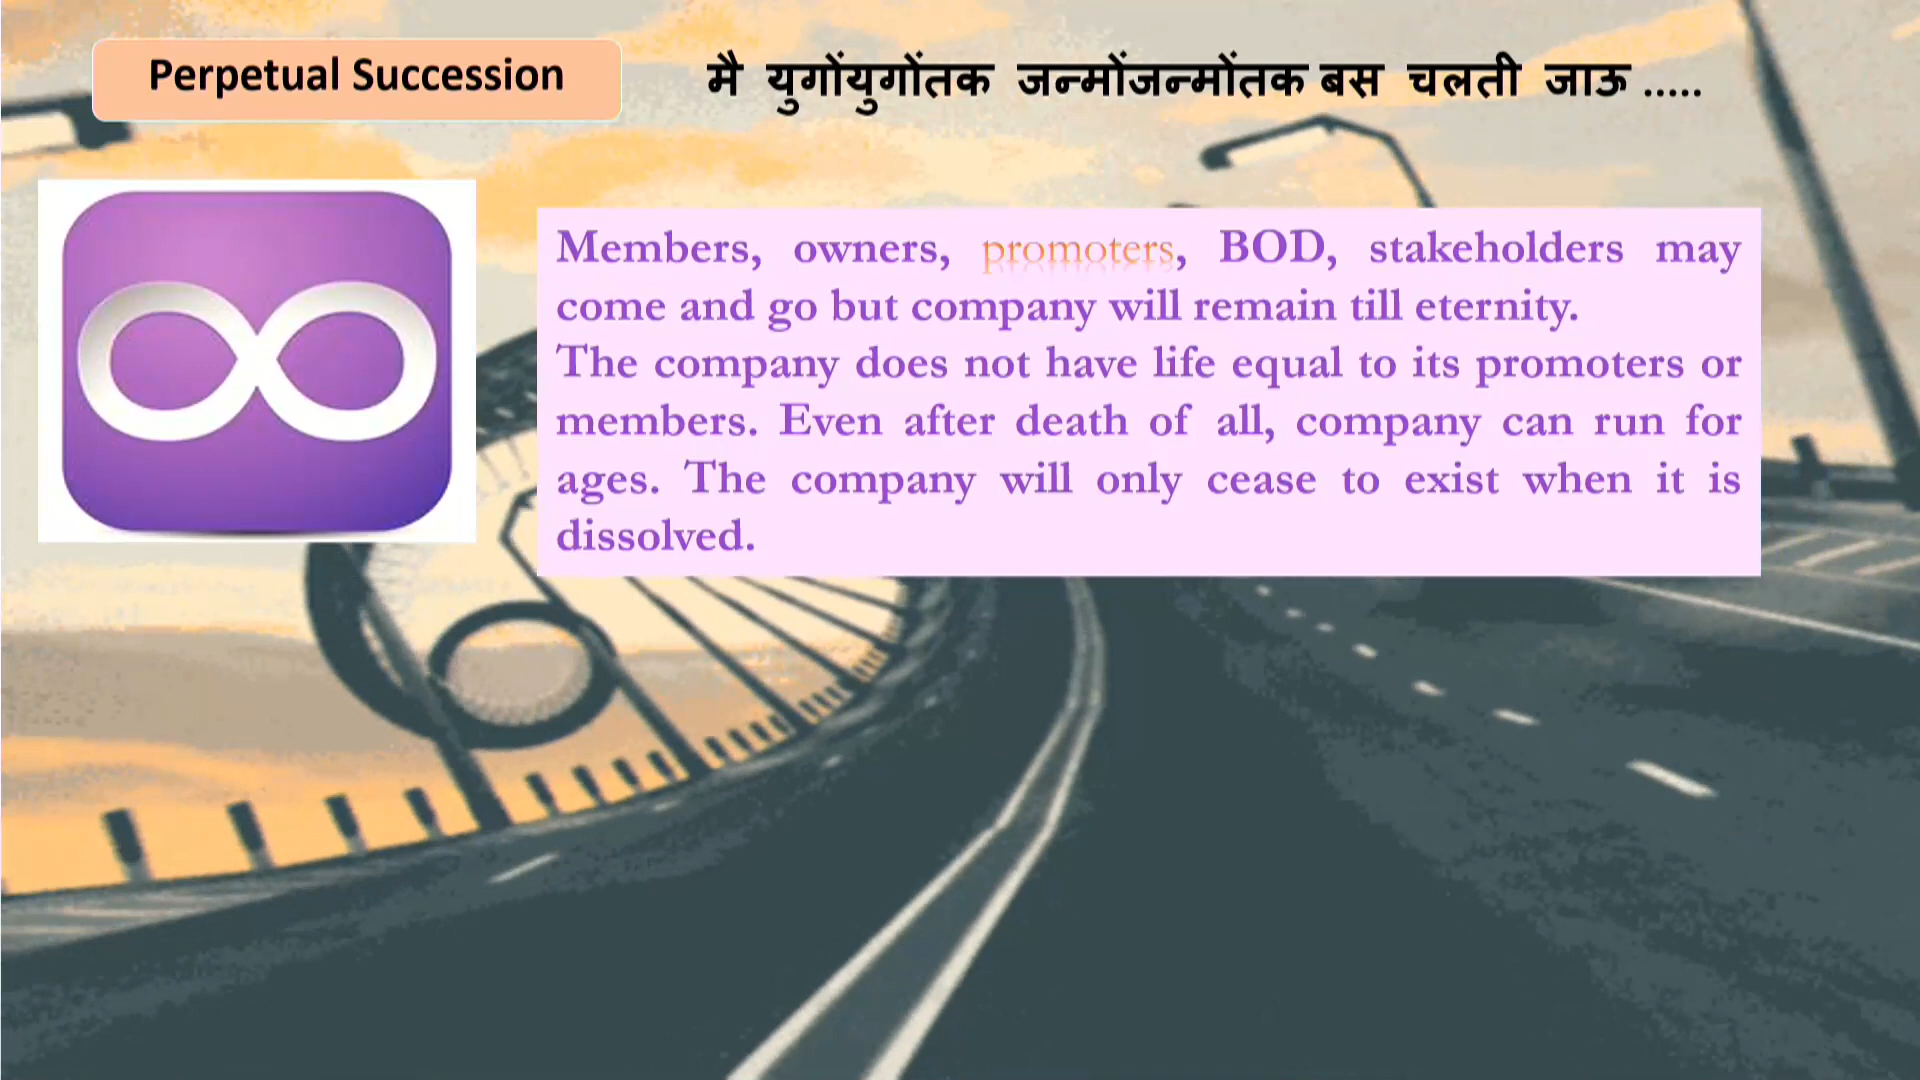 Perpetual Succession
मै युगोंयुगोंतक जन्मोंजन्मोंतक बस चलती जाऊ .....
Members, owners, promoters, BOD, stakeholders may
come and go but company will remain till eternity.
The company does not have life equal to its promoters or
members. Even after death of all, company can run for
ages. The company will only cease to exist when it is
dissolved.